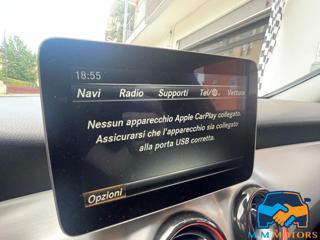 18:55
Navi Radio Supporti Tel/ Vettura
Nessun apparecchio Apple CarPlay collegato.
Assicurarsi che l'apparecchio sia collegato
alla porta USB corretta.
Opzioni
M.M MOTORS